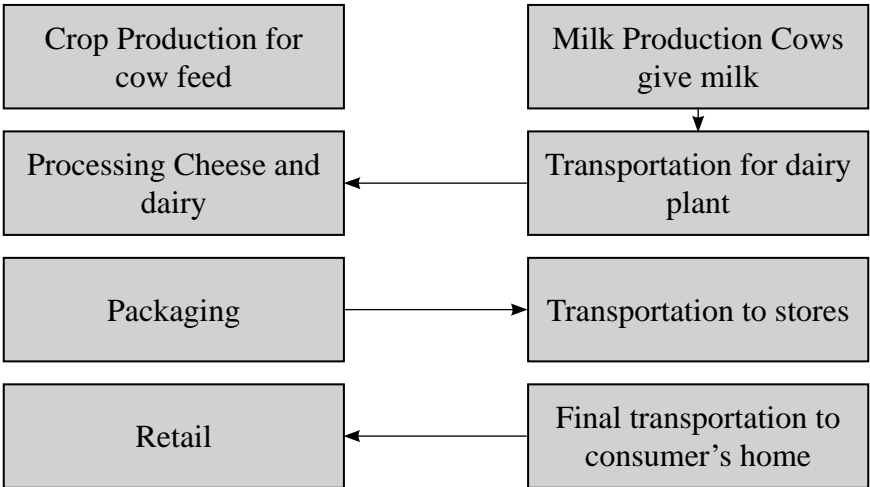 Crop Production for
cow feed
Milk Production Cows
give milk
Processing Cheese and
dairy
Transportation for dairy
plant
Packaging
Transportation to stores
Retail
Final transportation to
consumer’s home